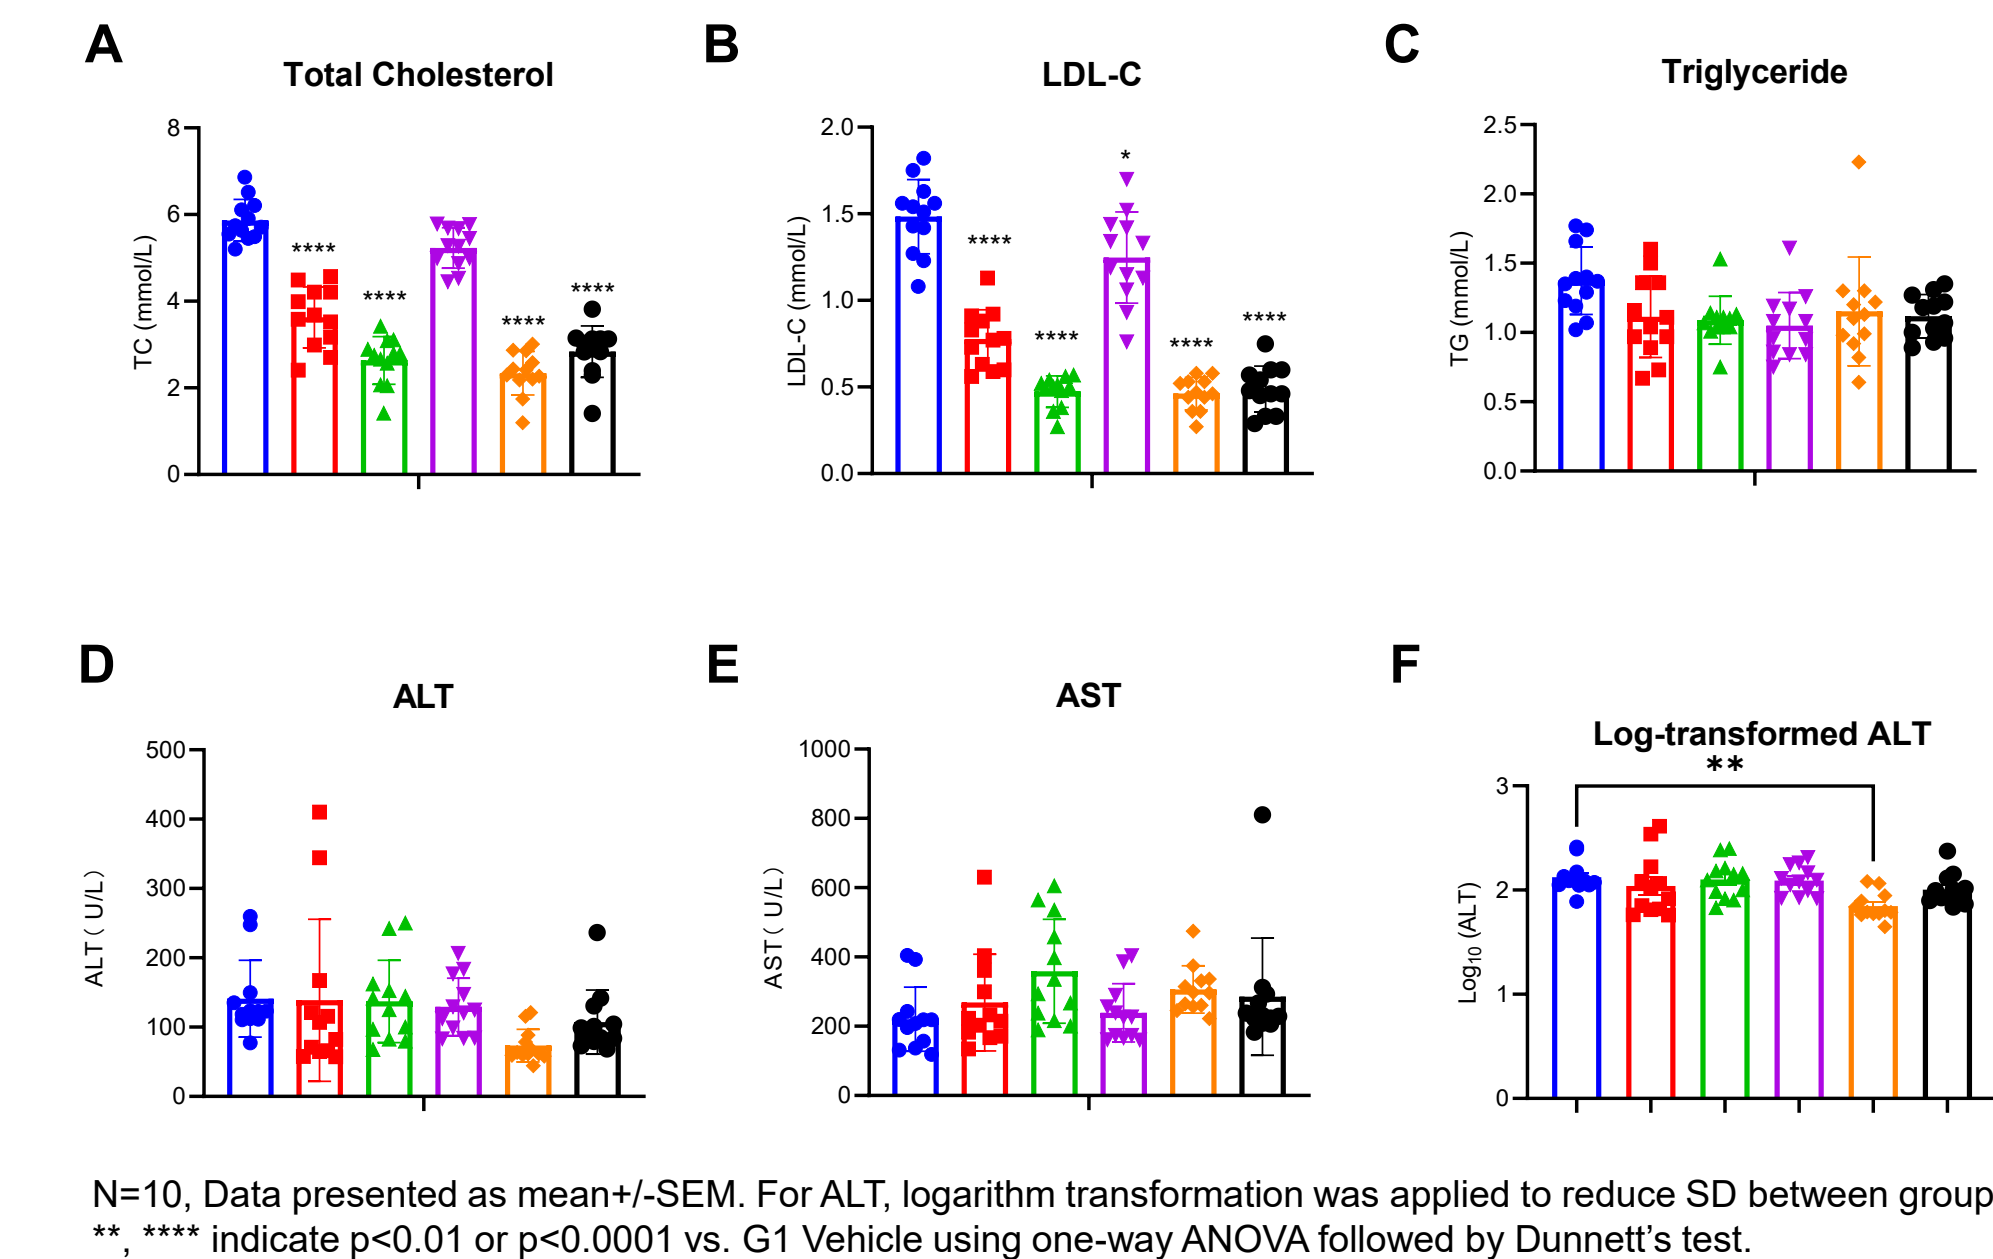 A
Total Cholesterol
TC (mmol/L)
8
6
4
2
0
****
****
****
****
B
LDL-C
LDL-C (mmol/L)
2.0
1.5
1.0
0.5
0.0
****
****
*
****
****
C
Triglyceride
TG (mmol/L)
2.5
2.0
1.5
1.0
0.5
0.0
D
ALT
ALT( U/L)
500
400
300
200
100
0
E
AST
AST( U/L)
1000
800
600
400
200
0
F
Log-transformed ALT
**
Log10 (ALT)
3
2
1
0
N=10, Data presented as mean+/-SEM. For ALT, logarithm transformation was applied to reduce SD between group
**, **** indicate p<0.01 or p<0.0001 vs. G1 Vehicle using one-way ANOVA followed by Dunnett’s test.